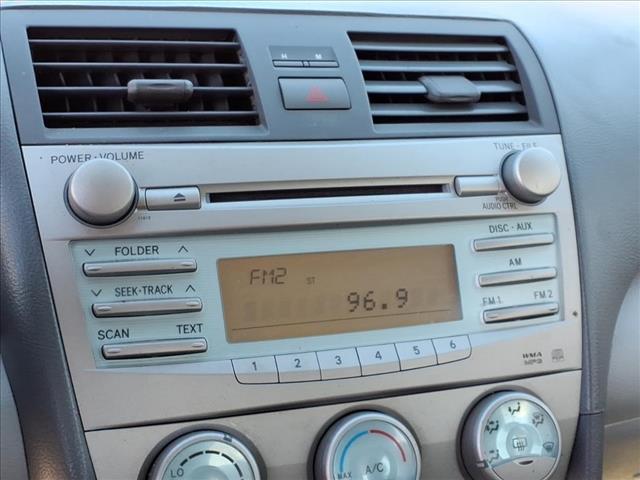 H M
POWER · VOLUME
TUNE · FILE
PUSH
AUDIO CTRL
FOLDER
DISC · AUX
SEEK·TRACK
AM
SCAN TEXT
FM 1 FM 2
FM2 ST
96.9
1 2 3 4 5 6
WMA
MP3
LO
MAX A/C